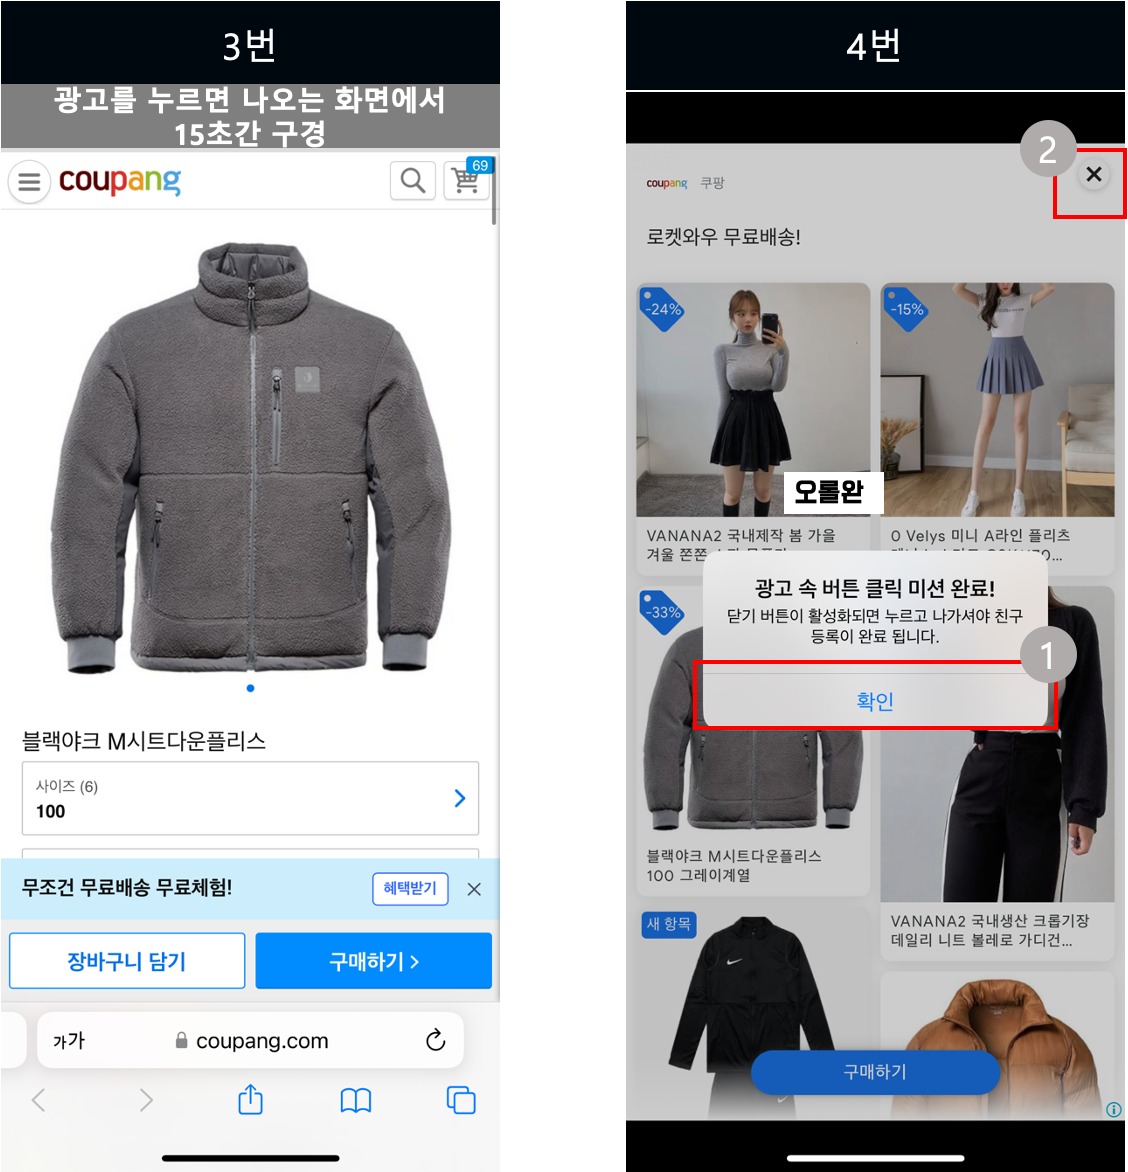 3번
광고를 누르면 나오는 화면에서
15초간 구경
coupang
69
블랙야크 M시트다운플리스
사이즈 (6)
100
무조건 무료배송 무료체험!
혜택받기
장바구니 담기
구매하기 >
가가
coupang.com
4번
2
coupang 쿠팡
로켓와우 무료배송!
-24%
-15%
오롤완
VANANA2 국내제작 봄 가을
겨울 쫀쫀
O Velys 미니 A라인 플리츠
광고 속 버튼 클릭 미션 완료!
닫기 버튼이 활성화되면 누르고 나가셔야 친구
등록이 완료 됩니다.
1
확인
-33%
블랙야크 M시트다운플리스
100 그레이계열
VANANA2 국내생산 크롭기장
데일리 니트 볼레로 가디건...
새 항목
구매하기